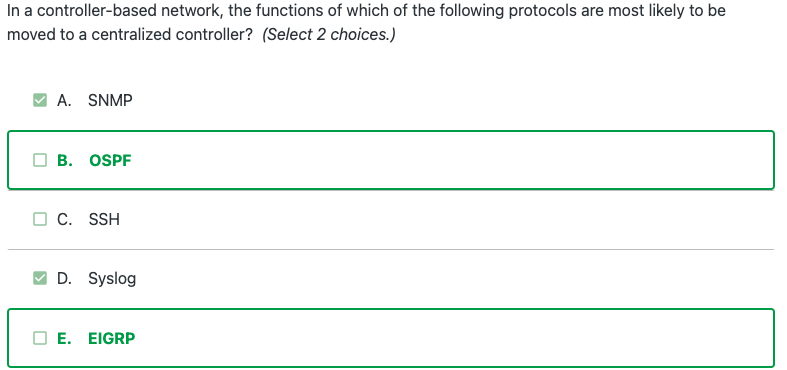 In a controller-based network, the functions of which of the following protocols are most likely to be
moved to a centralized controller? (Select 2 choices.)
A. SNMP
B. OSPF
C. SSH
D. Syslog
E. EIGRP